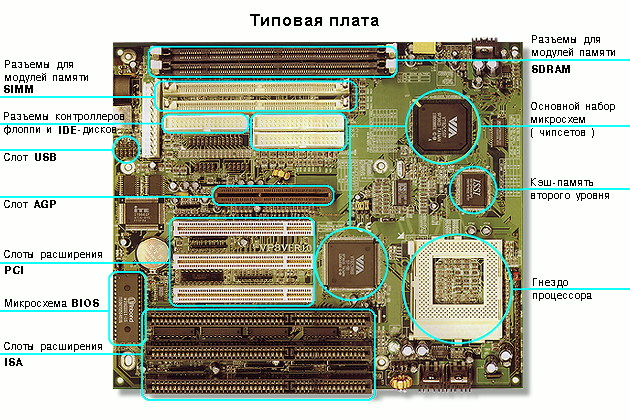 Типовая плата
Разъемы для
модулей памяти
SIMM
Разъемы контроллеров
флоппи и IDE-дисков
Слот USB
Слот AGP
Слоты расширения
PCI
Микросхема BIOS
Слоты расширения
ISA
Разъемы для
модулей памяти
SDRAM
Основной набор
микросхем
( чипсетов )
Кэш-память
второго уровня
Гнездо
процессора
VIA
VIA